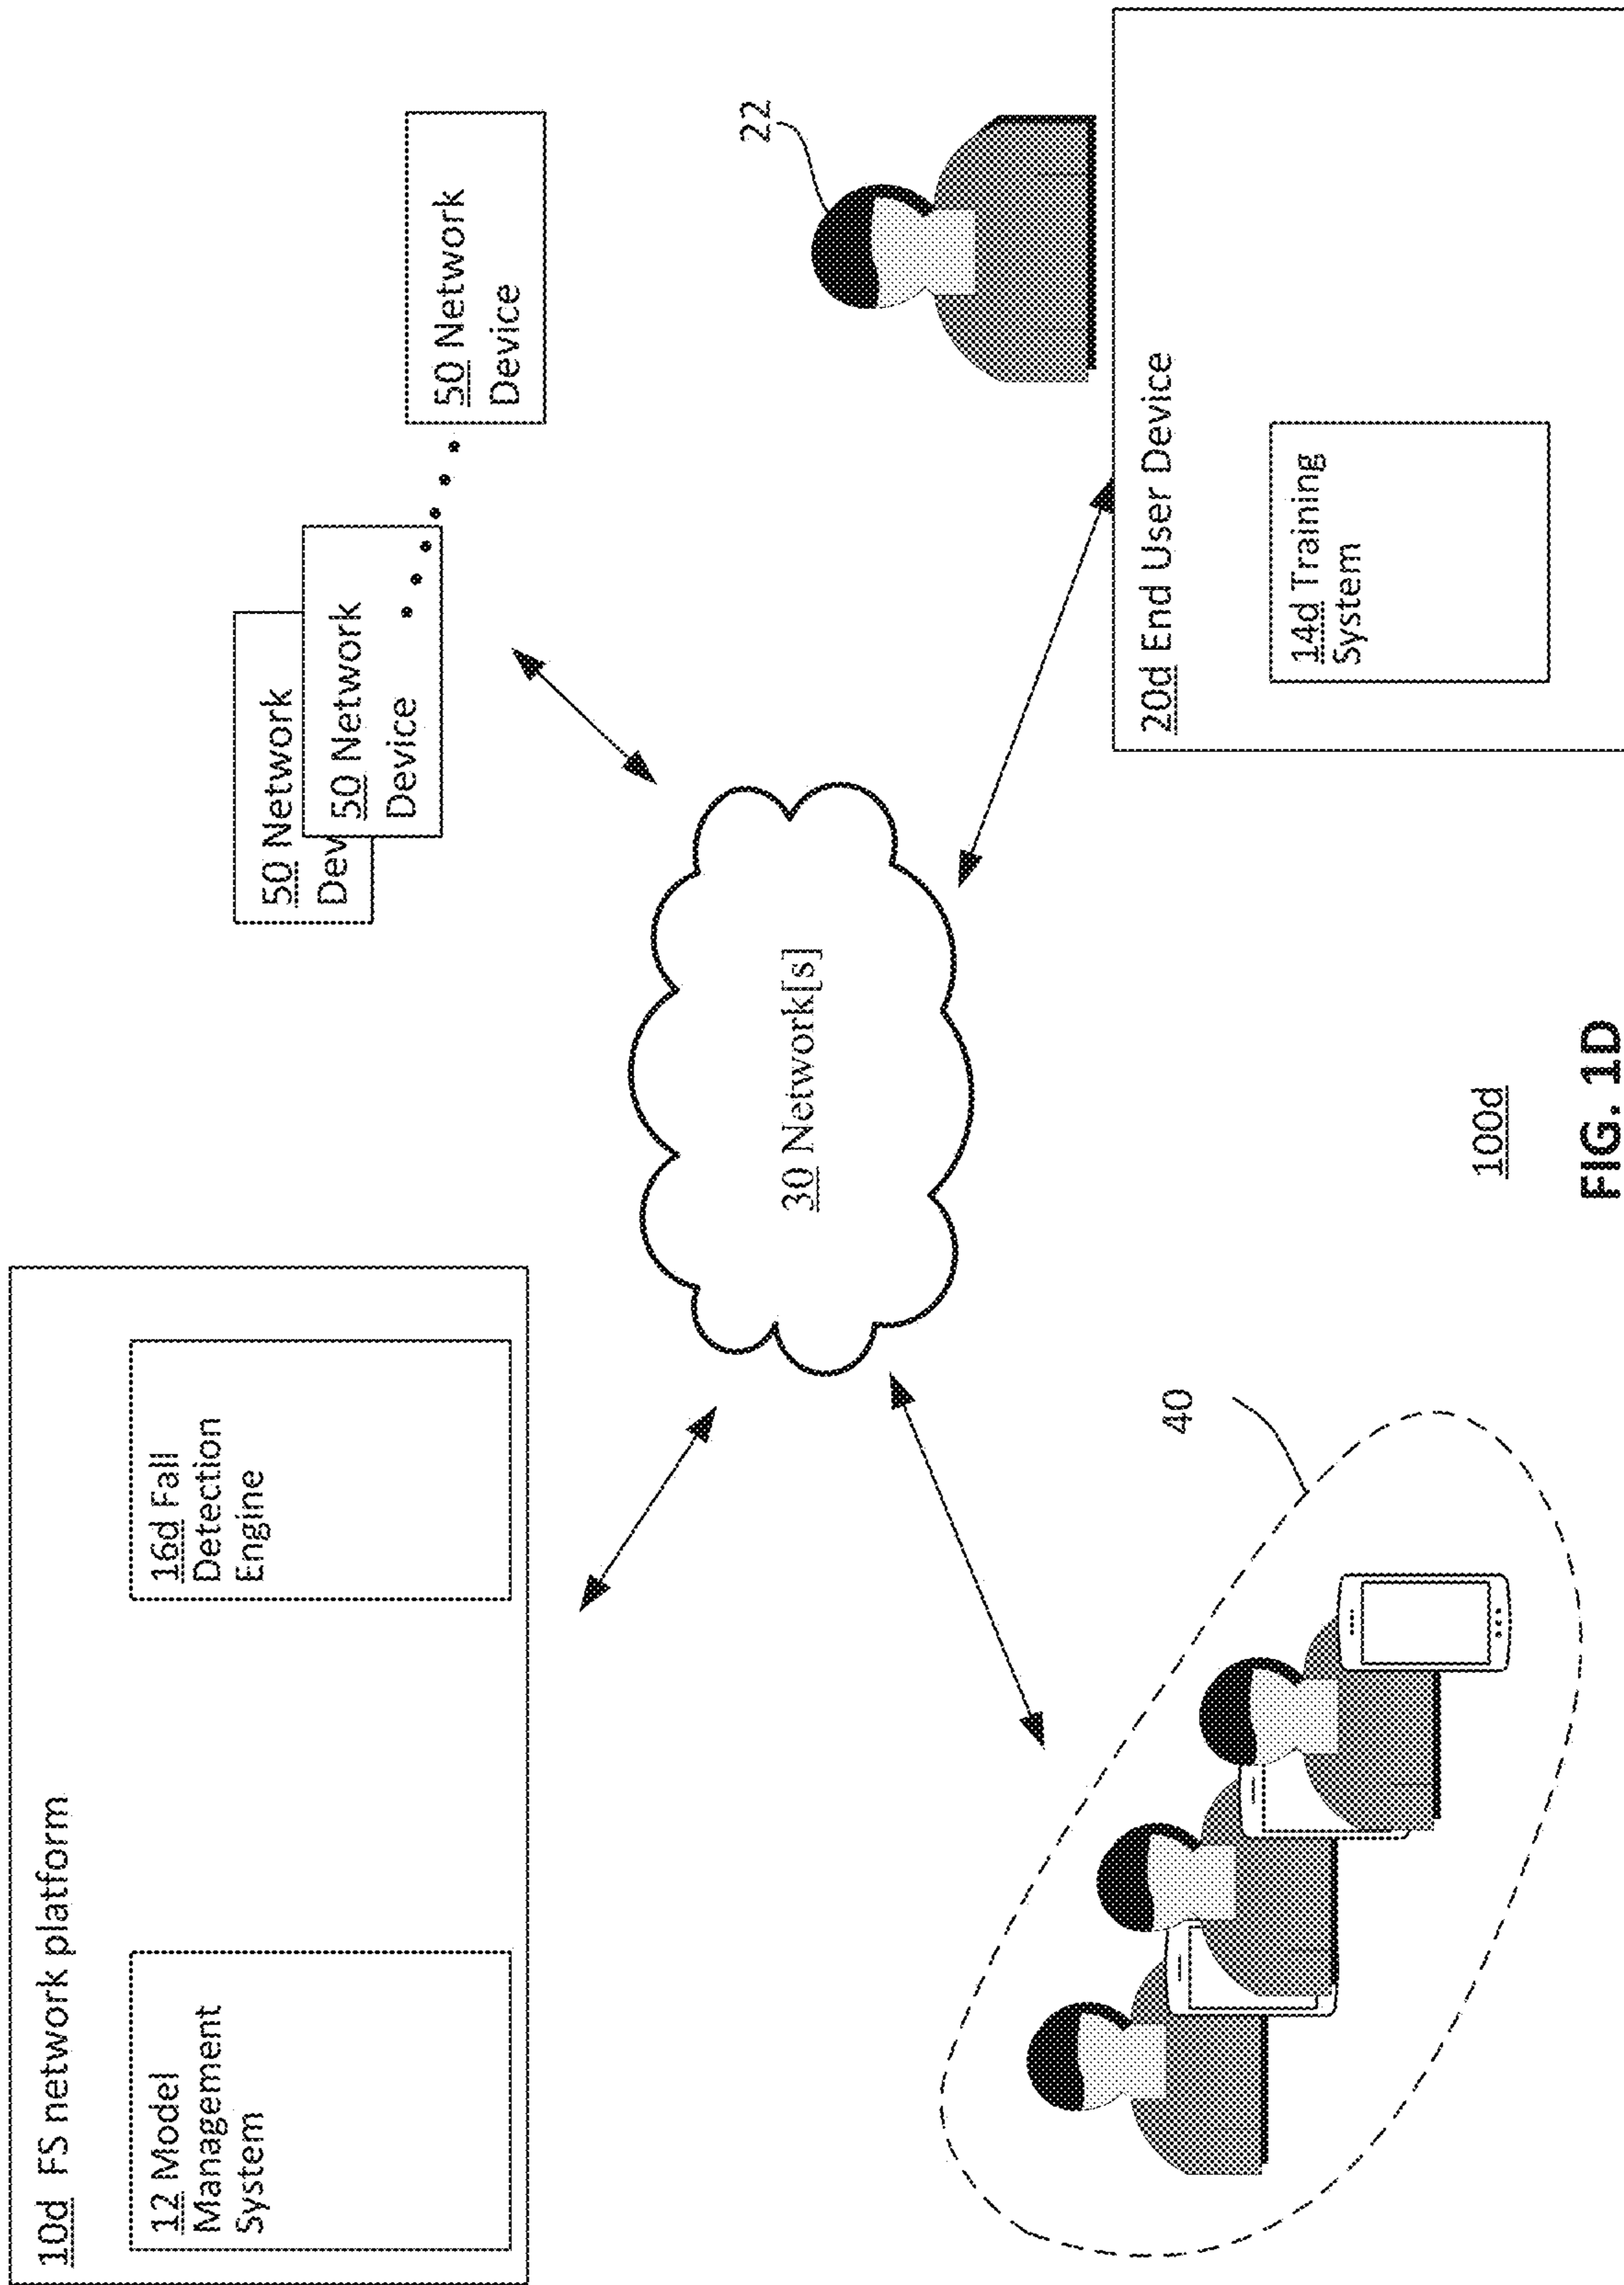 10d FS network platform
12 Model
Management
System
16d Fall
Detection
Engine
50 Network
Dev
50 Network
Device
50 Network
Device
22
30 Network[s]
40
20d End User Device
14d Training
System
100d
FIG. 1D